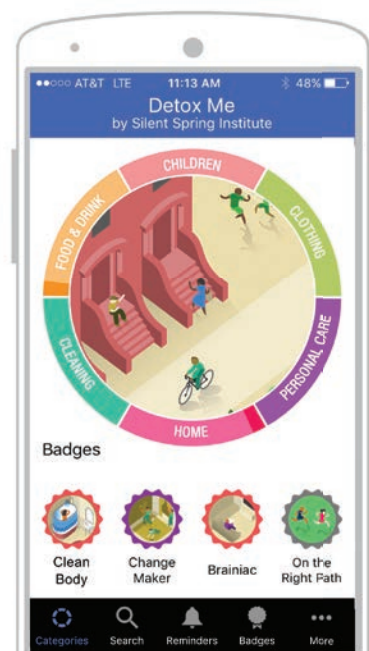 AT&T LTE 11:13 AM 48%
Detox Me
by Silent Spring Institute
CHILDREN
FOOD & DRINK
CLOTHING
CLEANING
PERSONAL CARE
HOME
Badges
Clean Body
Change Maker
Brainiac
On the Right Path
Categories Search Reminders Badges More